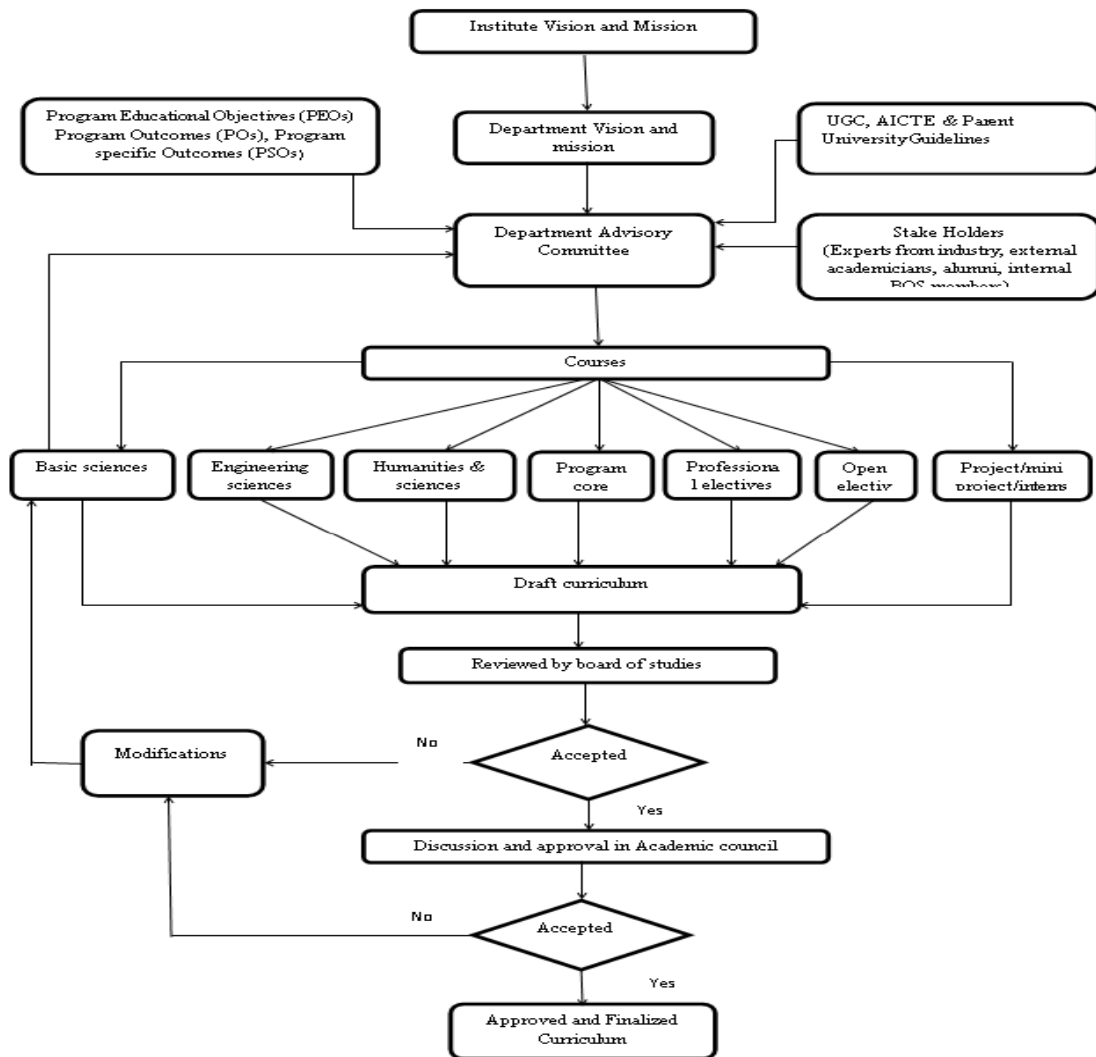 Institute Vision and Mission
Program Educational Objectives (PEOs)
Program Outcomes (POs), Program
specific Outcomes (PSOs)
Department Vision and
mission
UGC, AICTE & Parent
University Guidelines
Department Advisory
Committee
Stake Holders
(Experts from industry, external
academicians, alumni, internal
BOS members)
Courses
Basic sciences
Engineering
sciences
Humanities &
sciences
Program
core
Professiona
l electives
Open
electiv
Project/mini
project/interns
Draft curriculum
Reviewed by board of studies
Modifications
No
Accepted
Yes
Discussion and approval in Academic council
No
Accepted
Yes
Approved and Finalized
Curriculum